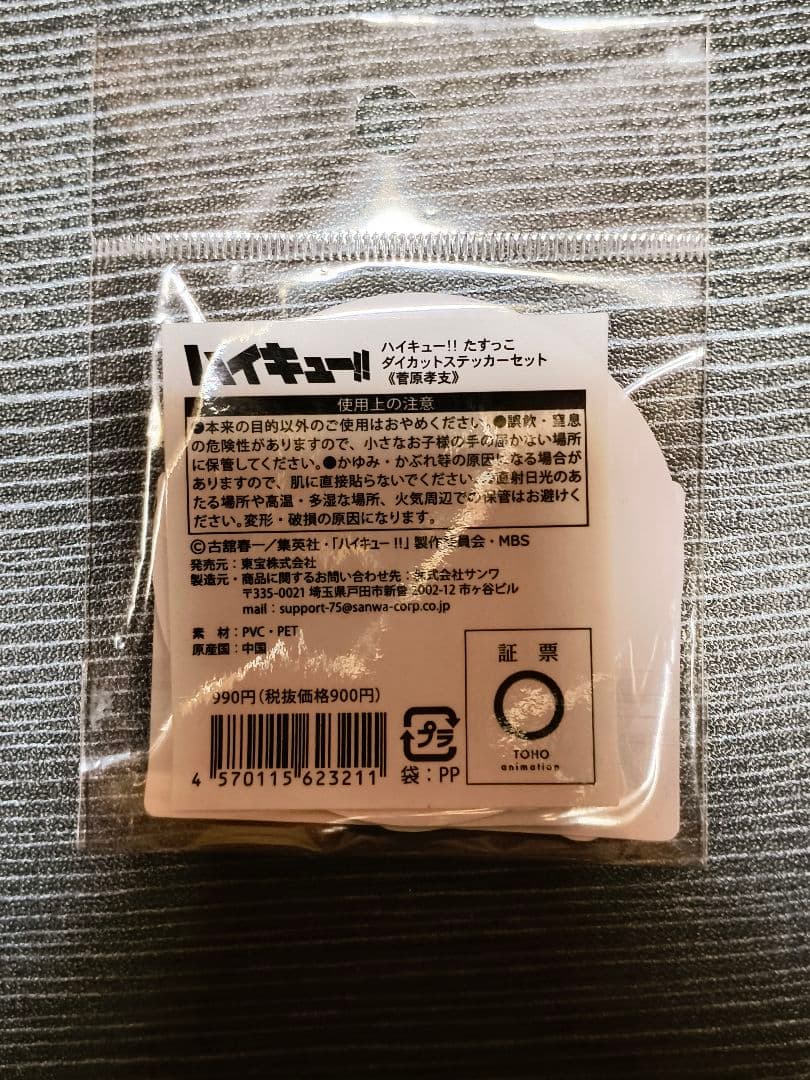 ハイキュー!!
ハイキュー!! たすっこ
ダイカットステッカーセット
《菅原孝支》
使用上の注意
●本来の目的以外のご使用はおやめください。●誤飲・窒息
の危険性がありますので、小さなお子様の手の届かない場所
に保管してください。●かゆみ・かぶれ等の原因になる場合が
ありますので、肌に直接貼らないでください。●直射日光のあ
たる場所や高温・多湿な場所、火気周辺での保管はお避けく
ださい。変形・破損の原因になります。
©古舘春一／集英社・「ハイキュー!!」製作委員会・MBS
発売元：東宝株式会社
製造元・商品に関するお問い合わせ先：株式会社サンワ
〒335-0021 埼玉県戸田市新曽 2002-12 市ヶ谷ビル
mail：support-75@sanwa-corp.co.jp
素　材：PVC・PET
原産国：中国
990円（税抜価格900円）
4 570115 623211
プラ
袋：PP
証 票
TOHO
animation